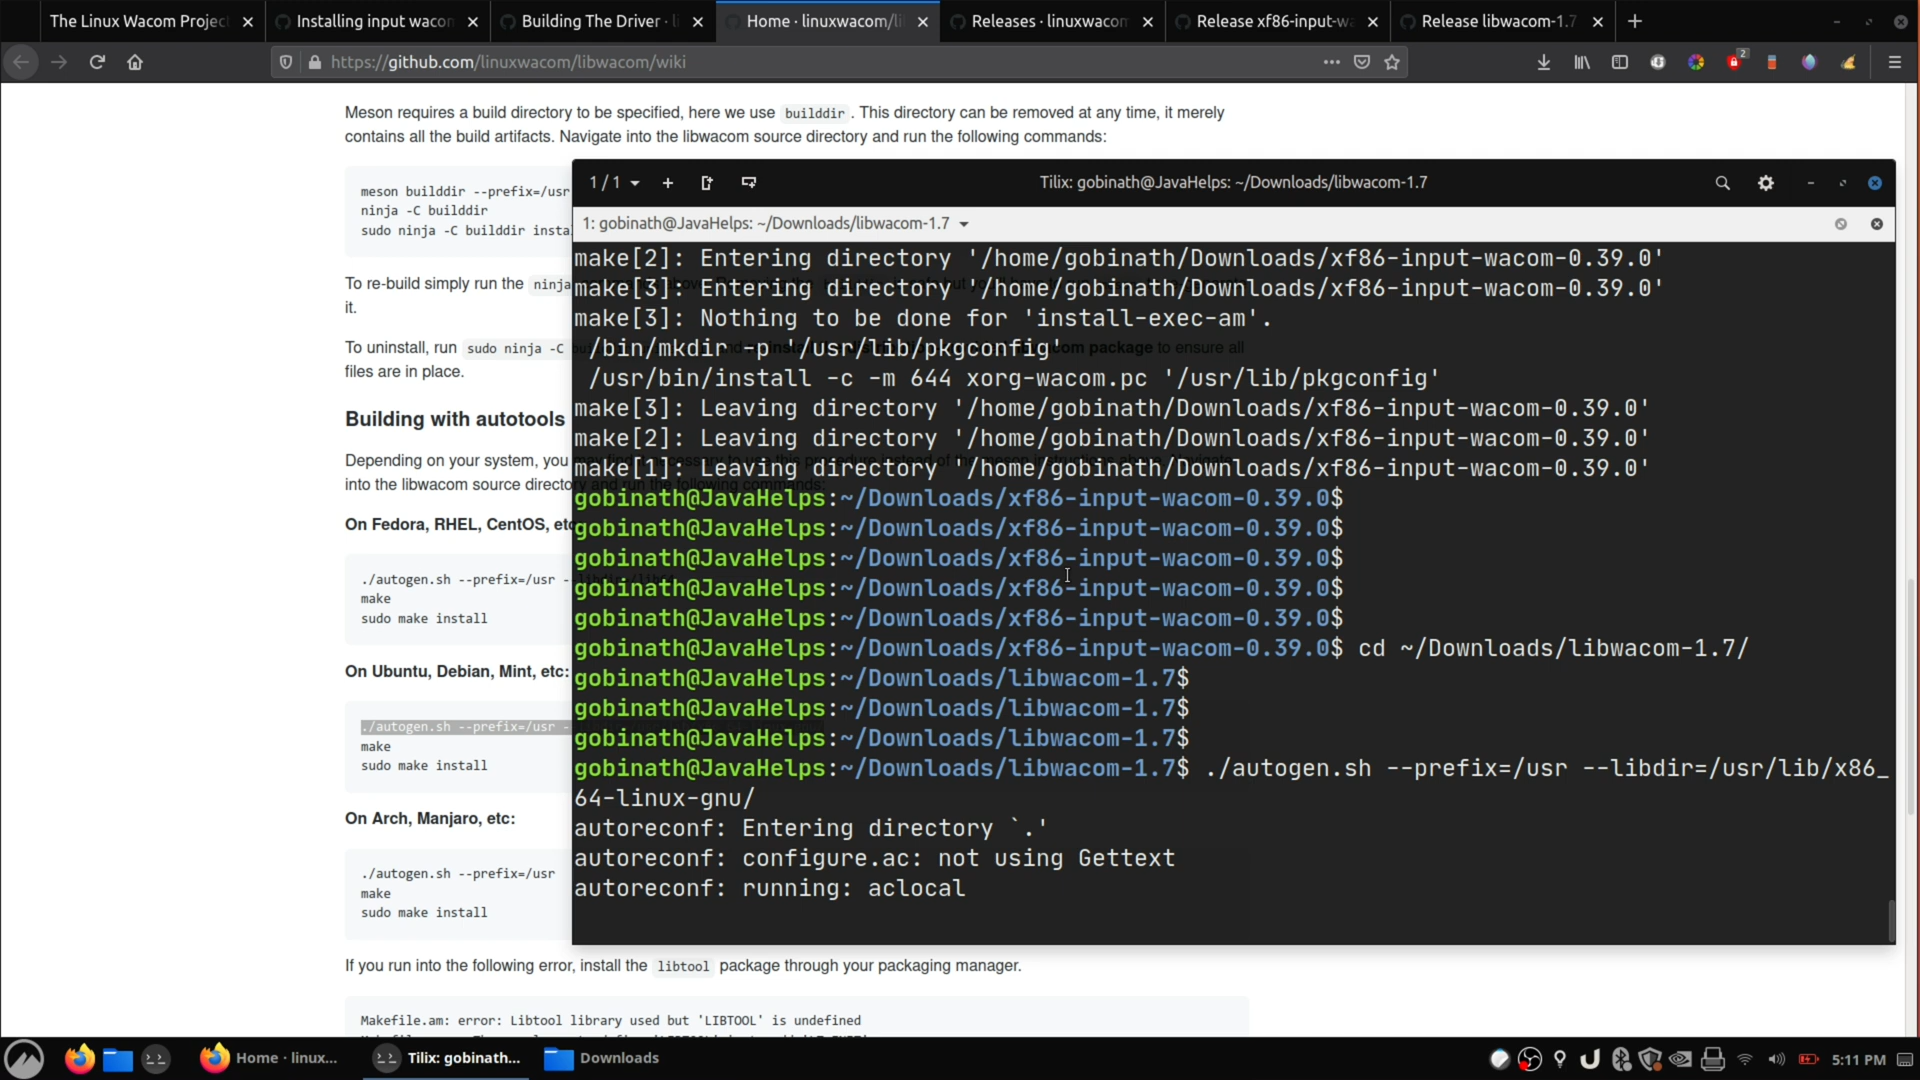 The Linux Wacom Projec
Installing input wacon
Building The Driver · l
Home · linuxwacom/li
Releases · linuxwacom
Release xf86-input-w
Release libwacom-1.7
https://github.com/linuxwacom/libwacom/wiki
2
Meson requires a build directory to be specified, here we use builddir . This directory can be removed at any time, it merely
contains all the build artifacts. Navigate into the libwacom source directory and run the following commands:
meson builddir --prefix=/usr
ninja -C builddir
sudo ninja -C builddir insta
To re-build simply run the ninja
it.
To uninstall, run sudo ninja -C
files are in place.
Building with autotools
Depending on your system, you
into the libwacom source directory and run the following commands:
On Fedora, RHEL, CentOS, etc
./autogen.sh --prefix=/usr -
make
sudo make install
On Ubuntu, Debian, Mint, etc:
./autogen.sh --prefix=/usr -
make
sudo make install
On Arch, Manjaro, etc:
./autogen.sh --prefix=/usr
make
sudo make install
If you run into the following error, install the libtool package through your packaging manager.
Makefile.am: error: Libtool library used but 'LIBTOOL' is undefined
1 / 1
Tilix: gobinath@JavaHelps: ~/Downloads/libwacom-1.7
1: gobinath@JavaHelps: ~/Downloads/libwacom-1.7
make[2]: Entering directory '/home/gobinath/Downloads/xf86-input-wacom-0.39.0'
make[3]: Entering directory '/home/gobinath/Downloads/xf86-input-wacom-0.39.0'
make[3]: Nothing to be done for 'install-exec-am'.
/bin/mkdir -p '/usr/lib/pkgconfig'
/usr/bin/install -c -m 644 xorg-wacom.pc '/usr/lib/pkgconfig'
make[3]: Leaving directory '/home/gobinath/Downloads/xf86-input-wacom-0.39.0'
make[2]: Leaving directory '/home/gobinath/Downloads/xf86-input-wacom-0.39.0'
make[1]: Leaving directory '/home/gobinath/Downloads/xf86-input-wacom-0.39.0'
gobinath@JavaHelps:~/Downloads/xf86-input-wacom-0.39.0$
gobinath@JavaHelps:~/Downloads/xf86-input-wacom-0.39.0$
gobinath@JavaHelps:~/Downloads/xf86-input-wacom-0.39.0$
gobinath@JavaHelps:~/Downloads/xf86-input-wacom-0.39.0$
gobinath@JavaHelps:~/Downloads/xf86-input-wacom-0.39.0$
gobinath@JavaHelps:~/Downloads/xf86-input-wacom-0.39.0$ cd ~/Downloads/libwacom-1.7/
gobinath@JavaHelps:~/Downloads/libwacom-1.7$
gobinath@JavaHelps:~/Downloads/libwacom-1.7$
gobinath@JavaHelps:~/Downloads/libwacom-1.7$
gobinath@JavaHelps:~/Downloads/libwacom-1.7$ ./autogen.sh --prefix=/usr --libdir=/usr/lib/x86_
64-linux-gnu/
autoreconf: Entering directory `.'
autoreconf: configure.ac: not using Gettext
autoreconf: running: aclocal
Home · linux...
Tilix: gobinath...
Downloads
5:11 PM